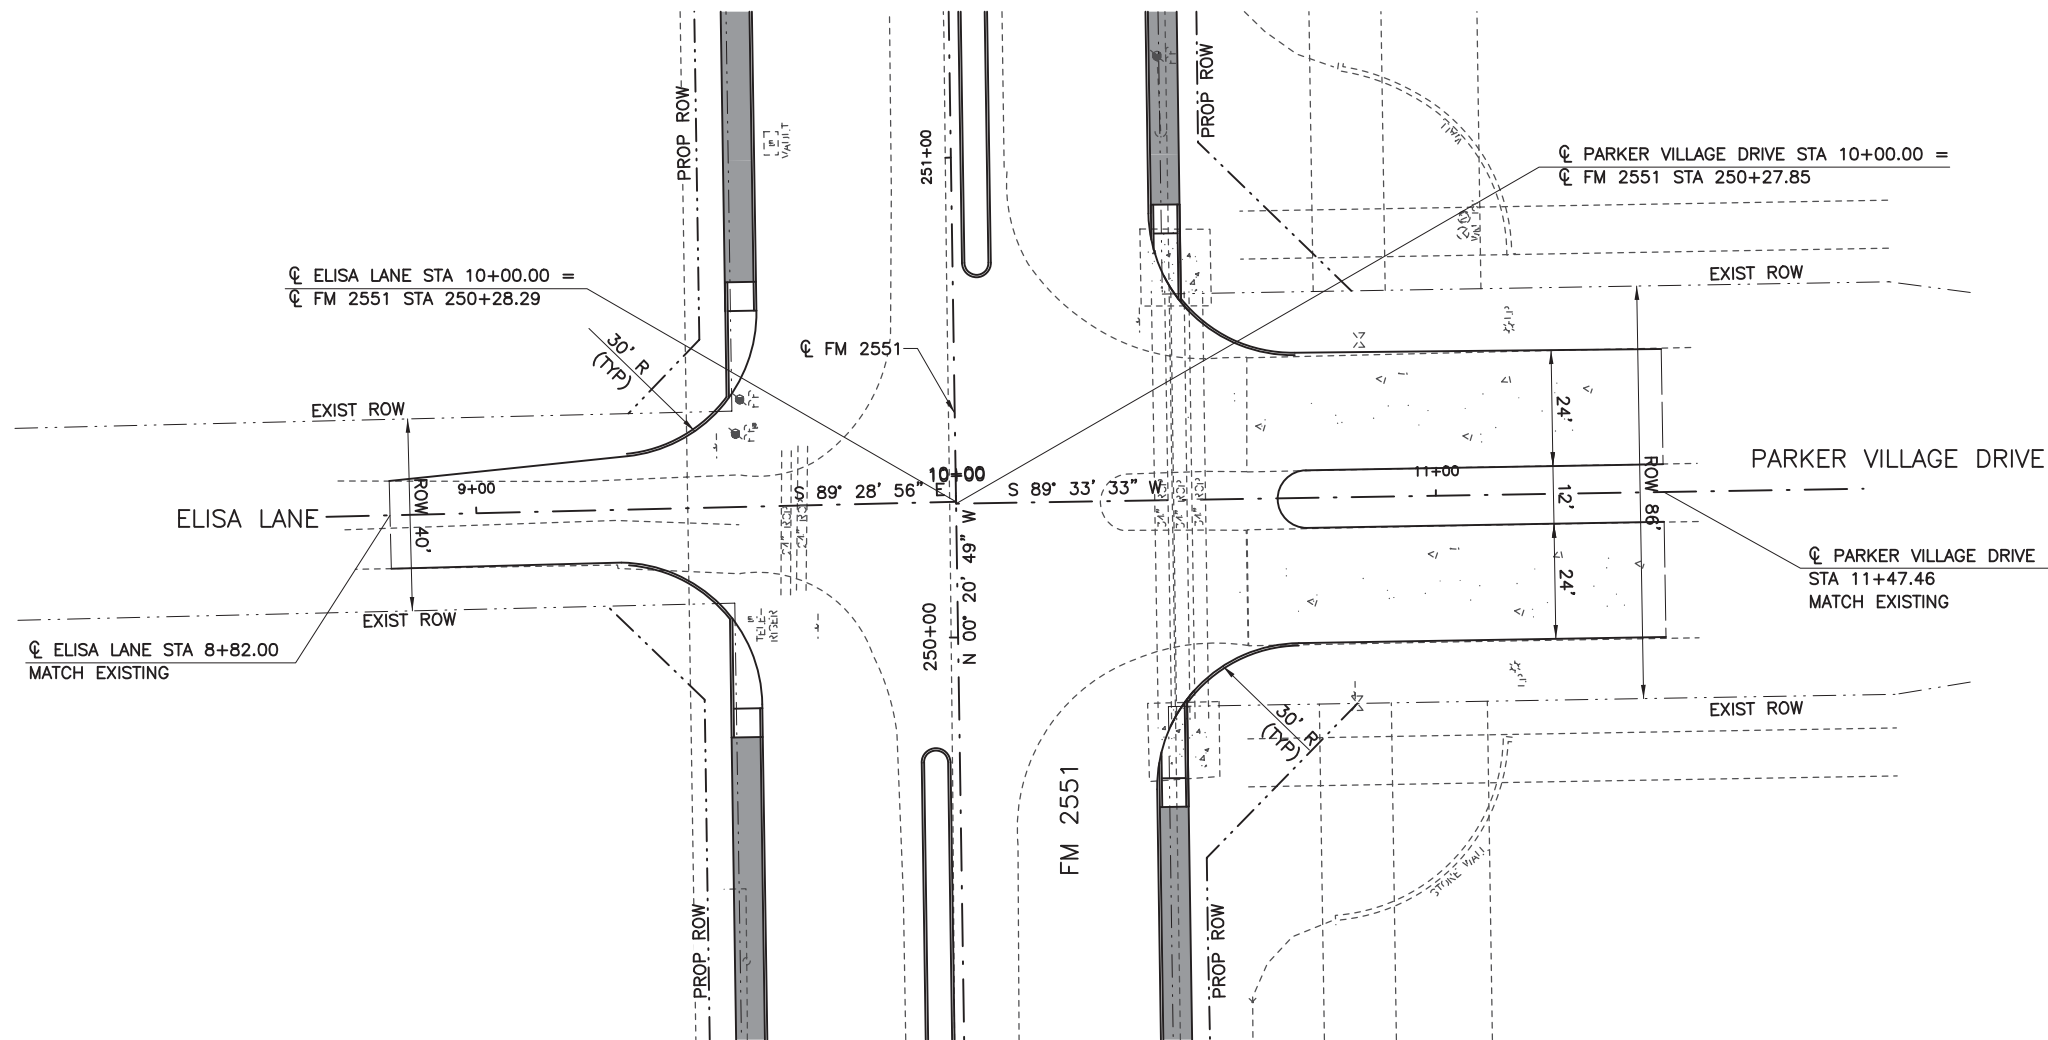 PROP ROW
PROP ROW
VAULT
251+00
℄ PARKER VILLAGE DRIVE STA 10+00.00 =
℄ FM 2551 STA 250+27.85
℄ ELISA LANE STA 10+00.00 =
℄ FM 2551 STA 250+28.29
EXIST ROW
30' R
(TYP)
℄ FM 2551
EXIST ROW
24'
10+00
PARKER VILLAGE DRIVE
9+00
S 89° 28' 56" E
S 89° 33' 33" W
11+00
ELISA LANE
ROW 40'
12'
ROW 86'
N 00° 20' 49" W
℄ PARKER VILLAGE DRIVE
STA 11+47.46
MATCH EXISTING
24'
EXIST ROW
TELE
RISER
250+00
℄ ELISA LANE STA 8+82.00
MATCH EXISTING
EXIST ROW
30' R
(TYP)
FM 2551
STONE WALL
PROP ROW
PROP ROW